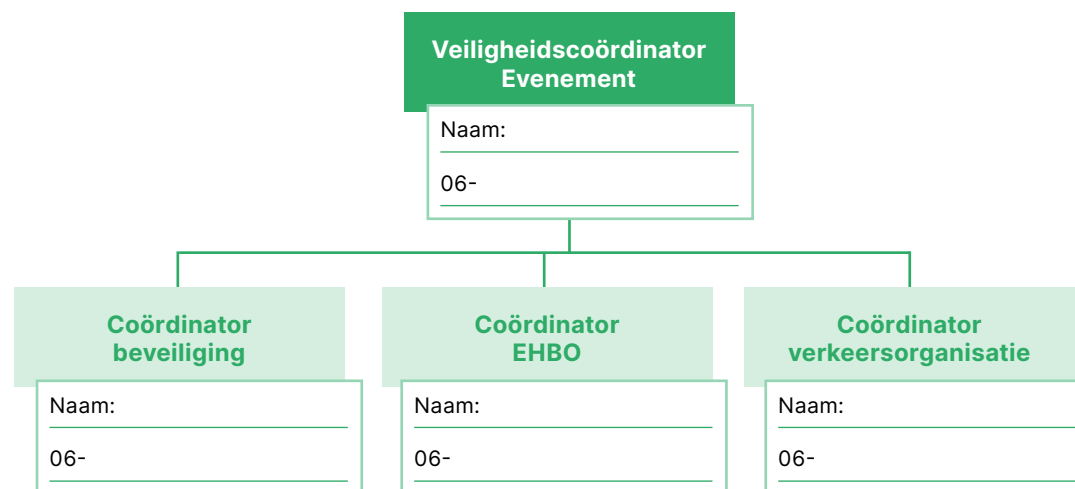 Veiligheidscoördinator
Evenement
Naam:
06-
Coördinator
beveiliging
Naam:
06-
Coördinator
EHBO
Naam:
06-
Coördinator
verkeersorganisatie
Naam:
06-